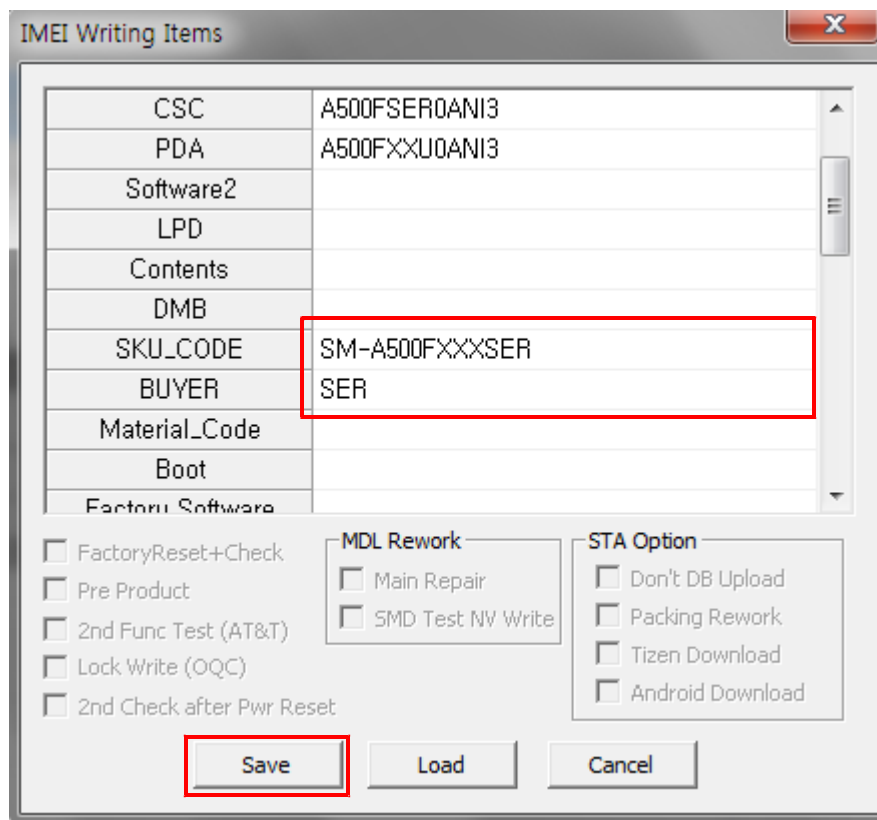 IMEI Writing Items
CSC A500FSER0ANI3
PDA A500FXXU0ANI3
Software2
LPD
Contents
DMB
SKU_CODE SM-A500FXXXSER
BUYER SER
Material_Code
Boot
Factory Software
FactoryReset+Check
Pre Product
2nd Func Test (AT&T)
Lock Write (OQC)
2nd Check after Pwr Reset
MDL Rework
Main Repair
SMD Test NV Write
STA Option
Don't DB Upload
Packing Rework
Tizen Download
Android Download
Save Load Cancel